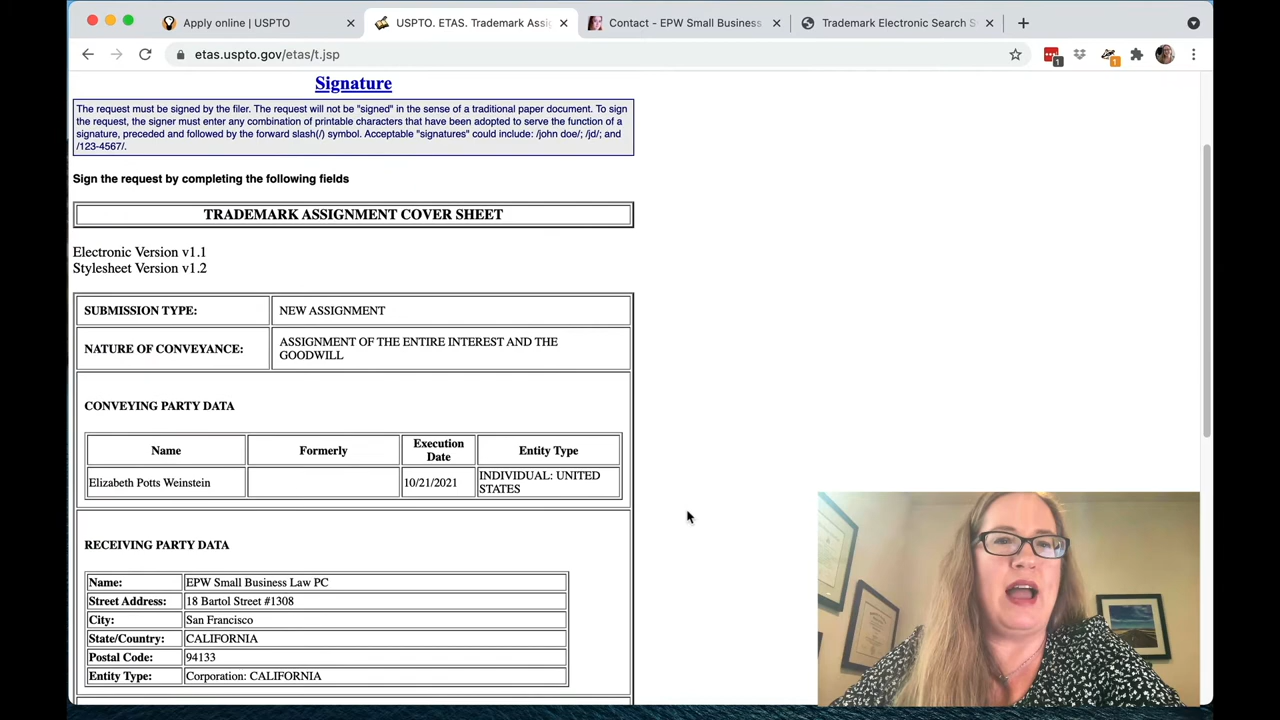 Apply online | USPTO
USPTO. ETAS. Trademark Assig
Contact - EPW Small Business
Trademark Electronic Search S
etas.uspto.gov/etas/t.jsp
1
1
Signature
The request must be signed by the filer. The request will not be "signed" in the sense of a traditional paper document. To sign
the request, the signer must enter any combination of printable characters that have been adopted to serve the function of a
signature, preceded and followed by the forward slash(/) symbol. Acceptable "signatures" could include: /john doe/; /jd/; and
/123-4567/.
Sign the request by completing the following fields
TRADEMARK ASSIGNMENT COVER SHEET
Electronic Version v1.1
Stylesheet Version v1.2
SUBMISSION TYPE: NEW ASSIGNMENT
NATURE OF CONVEYANCE: ASSIGNMENT OF THE ENTIRE INTEREST AND THE
GOODWILL
CONVEYING PARTY DATA
Name Formerly Execution
Date Entity Type
Elizabeth Potts Weinstein 10/21/2021 INDIVIDUAL: UNITED
STATES
RECEIVING PARTY DATA
Name: EPW Small Business Law PC
Street Address: 18 Bartol Street #1308
City: San Francisco
State/Country: CALIFORNIA
Postal Code: 94133
Entity Type: Corporation: CALIFORNIA